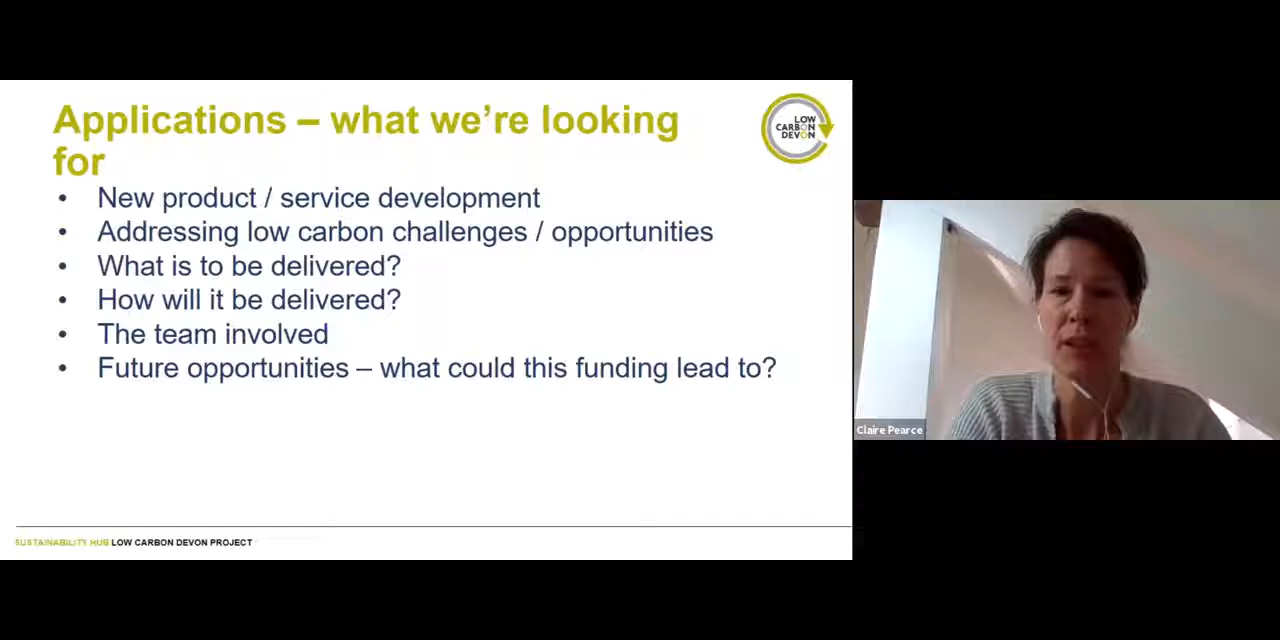 Applications – what we're looking
for
LOW
CARBON
DEVON
• New product / service development
• Addressing low carbon challenges / opportunities
• What is to be delivered?
• How will it be delivered?
• The team involved
• Future opportunities – what could this funding lead to?
Claire Pearce
SUSTAINABILITY HUB LOW CARBON DEVON PROJECT